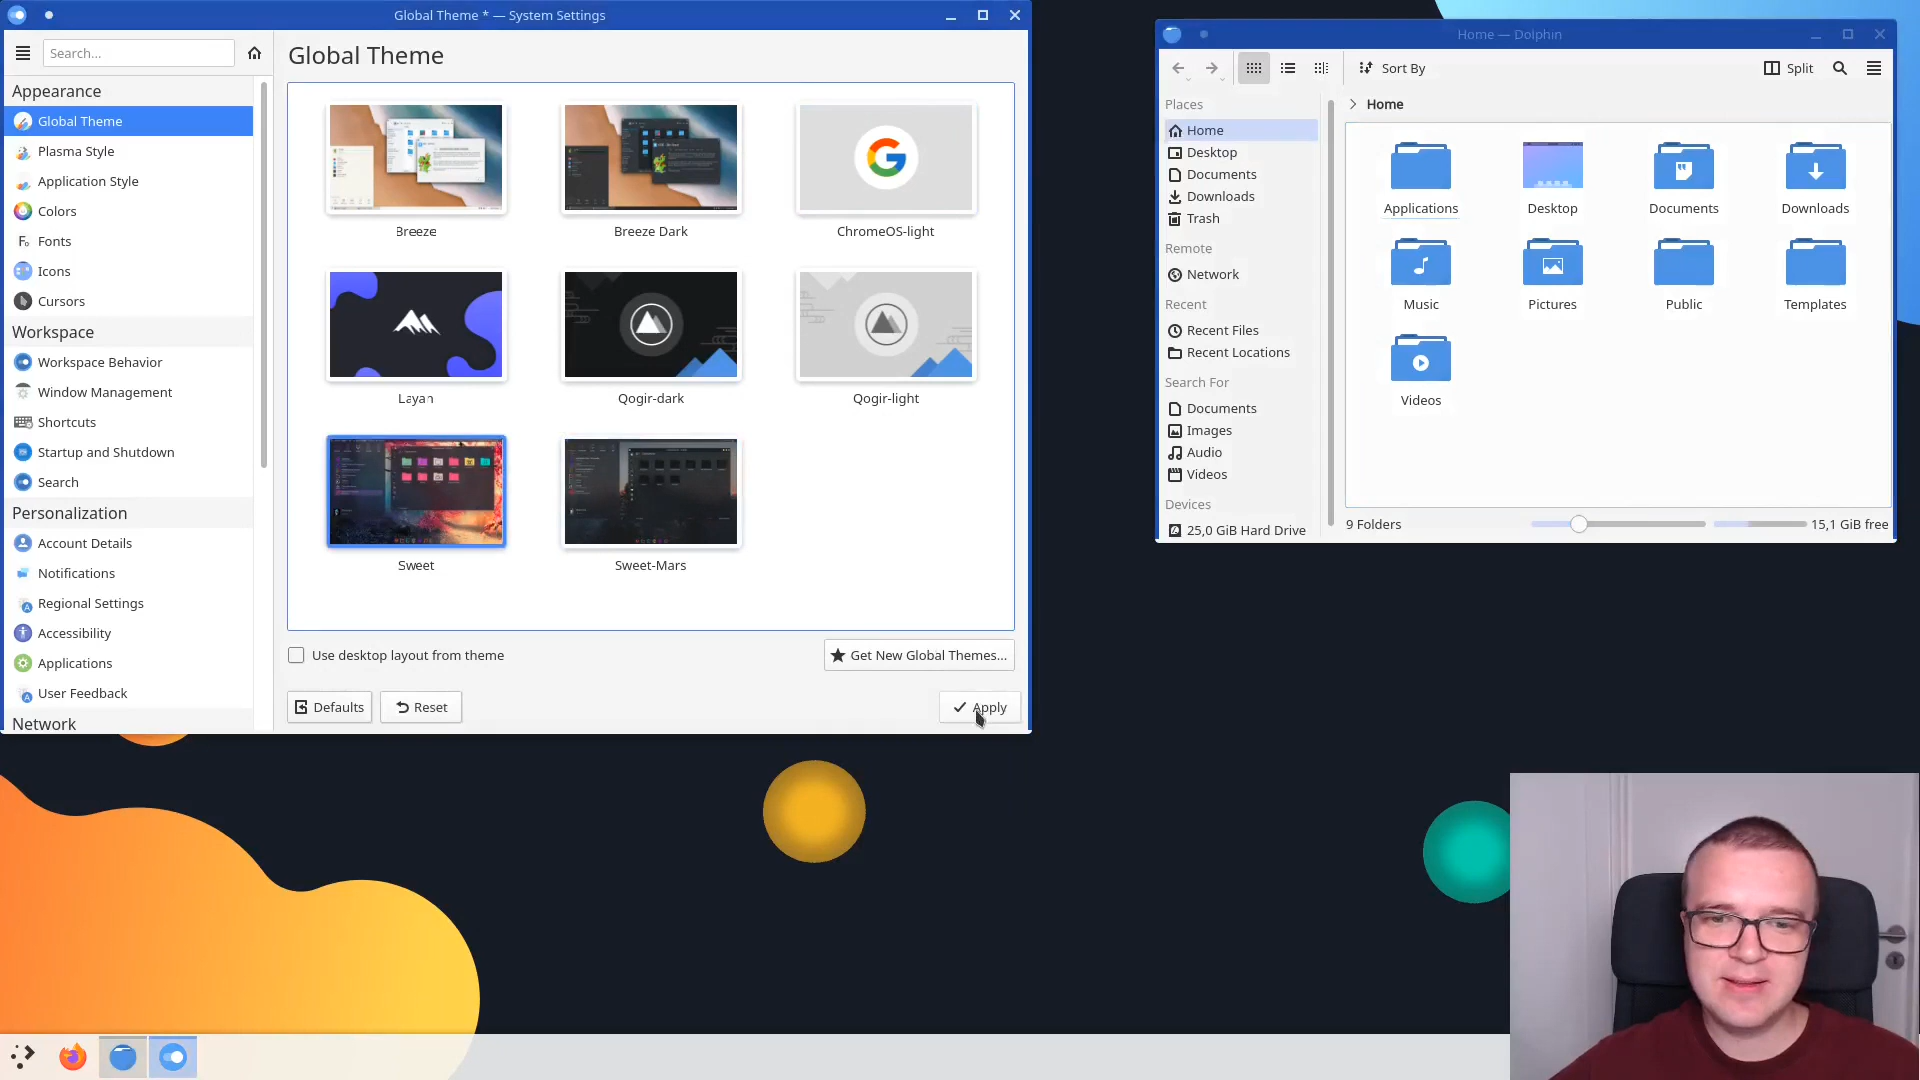 Global Theme * — System Settings
Search...
Global Theme
Appearance
Global Theme
Plasma Style
Application Style
Colors
Fonts
Icons
Cursors
Workspace
Workspace Behavior
Window Management
Shortcuts
Startup and Shutdown
Search
Personalization
Account Details
Notifications
Regional Settings
Accessibility
Applications
User Feedback
Network
Breeze
Breeze Dark
ChromeOS-light
Layan
Qogir-dark
Qogir-light
Sweet
Sweet-Mars
Use desktop layout from theme
Get New Global Themes...
Defaults
Reset
Apply
Home — Dolphin
Sort By
Split
Places
Home
Desktop
Documents
Downloads
Trash
Remote
Network
Recent
Recent Files
Recent Locations
Search For
Documents
Images
Audio
Videos
Devices
25,0 GiB Hard Drive
Home
Applications
Desktop
Documents
Downloads
Music
Pictures
Public
Templates
Videos
9 Folders
15,1 GiB free